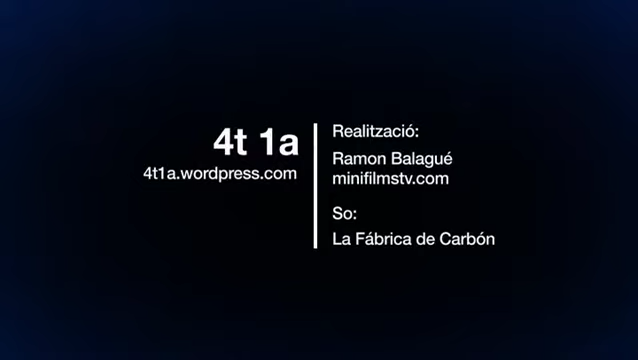 4t 1a
4t1a.wordpress.com
Realització:
Ramon Balagué
minifilmstv.com
So:
La Fábrica de Carbón